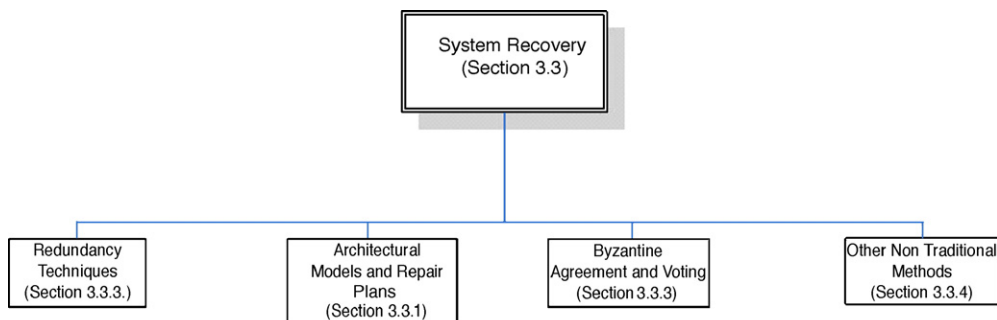 System Recovery
(Section 3.3)
Redundancy
Techniques
(Section 3.3.3.)
Architectural
Models and Repair
Plans
(Section 3.3.1)
Byzantine
Agreement and Voting
(Section 3.3.3)
Other Non Traditional
Methods
(Section 3.3.4)